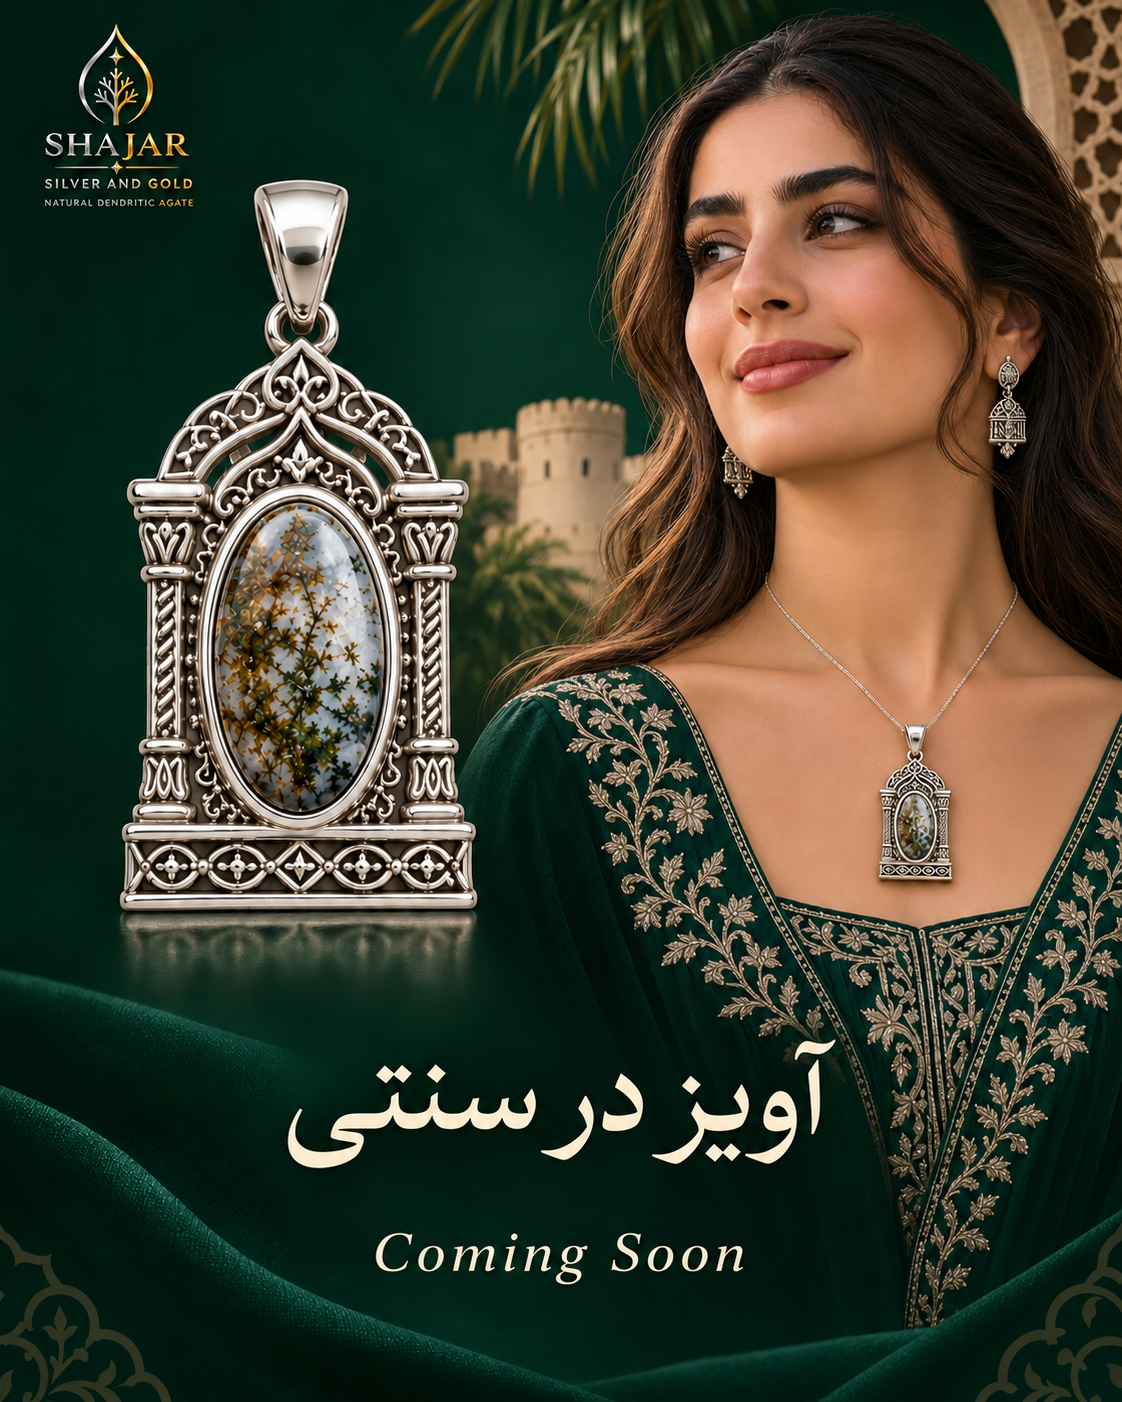 SHAJAR
SILVER AND GOLD
NATURAL DENDRITIC AGATE
آویز در سنتی
Coming Soon